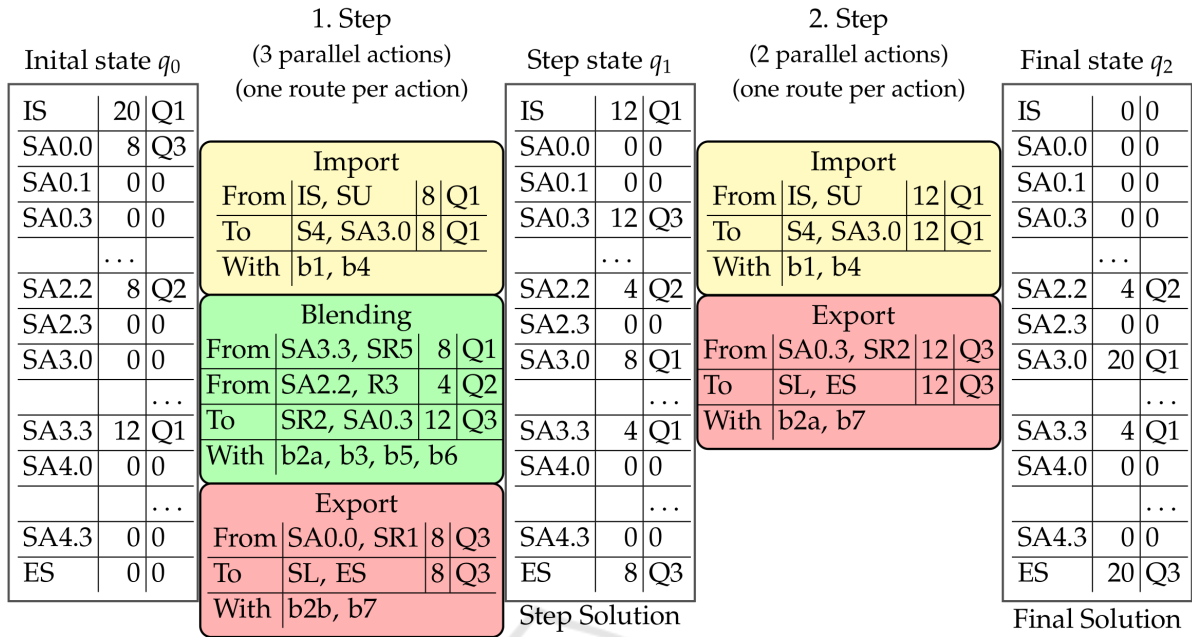 1. Step
(3 parallel actions)
(one route per action)
2. Step
(2 parallel actions)
(one route per action)
Inital state q0
IS 20 Q1
SA0.0 8 Q3
SA0.1 0 0
SA0.3 0 0
...
SA2.2 8 Q2
SA2.3 0 0
SA3.0 0 0
...
SA3.3 12 Q1
SA4.0 0 0
...
SA4.3 0 0
ES 0 0
Import
From IS, SU 8 Q1
To S4, SA3.0 8 Q1
With b1, b4
Blending
From SA3.3, SR5 8 Q1
From SA2.2, R3 4 Q2
To SR2, SA0.3 12 Q3
With b2a, b3, b5, b6
Export
From SA0.0, SR1 8 Q3
To SL, ES 8 Q3
With b2b, b7
Step state q1
IS 12 Q1
SA0.0 0 0
SA0.1 0 0
SA0.3 12 Q3
...
SA2.2 4 Q2
SA2.3 0 0
SA3.0 8 Q1
...
SA3.3 4 Q1
SA4.0 0 0
...
SA4.3 0 0
ES 8 Q3
Step Solution
Import
From IS, SU 12 Q1
To S4, SA3.0 12 Q1
With b1, b4
Export
From SA0.3, SR2 12 Q3
To SL, ES 12 Q3
With b2a, b7
Final state q2
IS 0 0
SA0.0 0 0
SA0.1 0 0
SA0.3 0 0
...
SA2.2 4 Q2
SA2.3 0 0
SA3.0 20 Q1
...
SA3.3 4 Q1
SA4.0 0 0
...
SA4.3 0 0
ES 20 Q3
Final Solution